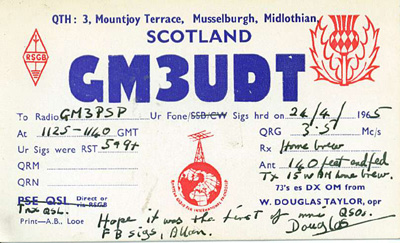 QTH : 3, Mountjoy Terrace, Musselburgh, Midlothian,
SCOTLAND
RSGB
GM3UDT
To Radio GM3PSP Ur Fone/SSB/CW Sigs hrd on 24/4/1965
At 1125-1140 GMT QRG 3·5 Mc/s
Ur Sigs were RST 599+ Rx Home brew
QRM Ant 140 feet end fed
QRN Tx 15 w AM home brew.
PSE QSL Direct or via RSGB
73's es DX OM from
Tnx QSL.
W. DOUGLAS TAYLOR, opr
Print—A.B., Looe
Hope it was the first of more QSOs.
FB sigs, Allan. Douglas